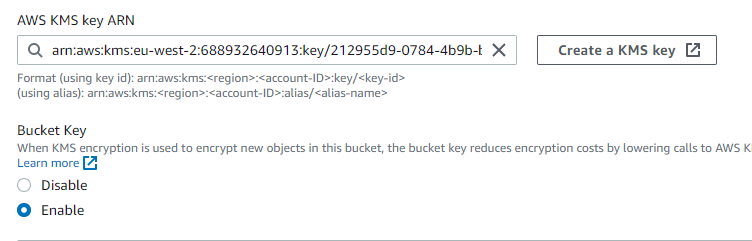 AWS KMS key ARN
arn:aws:kms:eu-west-2:688932640913:key/212955d9-0784-4b9b-b
Create a KMS key
Format (using key id): arn:aws:kms:<region>:<account-ID>:key/<key-id>
(using alias): arn:aws:kms:<region>:<account-ID>:alias/<alias-name>
Bucket Key
When KMS encryption is used to encrypt new objects in this bucket, the bucket key reduces encryption costs by lowering calls to AWS K
Learn more
Disable
Enable